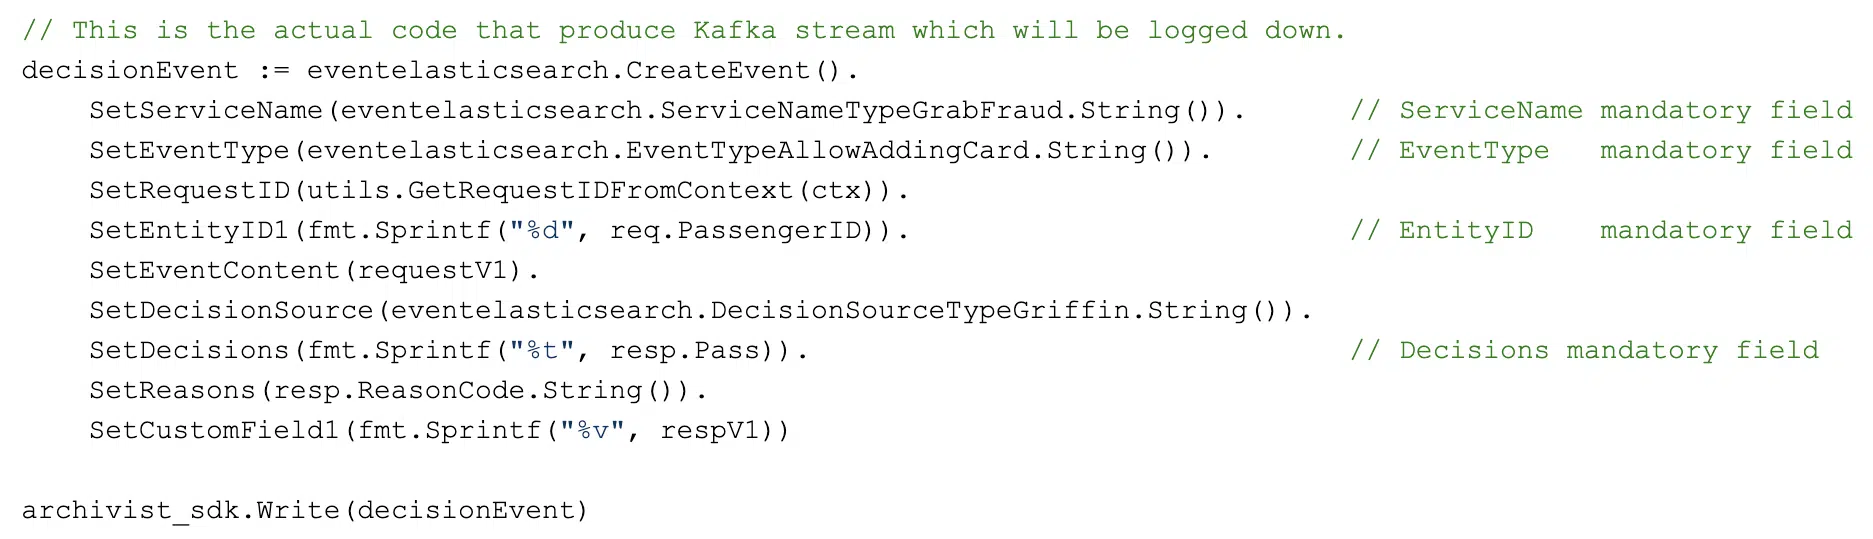 // This is the actual code that produce Kafka stream which will be logged down.
decisionEvent := eventelasticsearch.CreateEvent().
    SetServiceName(eventelasticsearch.ServiceNameTypeGrabFraud.String()).      // ServiceName mandatory field
    SetEventType(eventelasticsearch.EventTypeAllowAddingCard.String()).        // EventType   mandatory field
    SetRequestID(utils.GetRequestIDFromContext(ctx)).
    SetEntityID1(fmt.Sprintf("%d", req.PassengerID)).                          // EntityID    mandatory field
    SetEventContent(requestV1).
    SetDecisionSource(eventelasticsearch.DecisionSourceTypeGriffin.String()).
    SetDecisions(fmt.Sprintf("%t", resp.Pass)).                                // Decisions mandatory field
    SetReasons(resp.ReasonCode.String()).
    SetCustomField1(fmt.Sprintf("%v", respV1))

archivist_sdk.Write(decisionEvent)